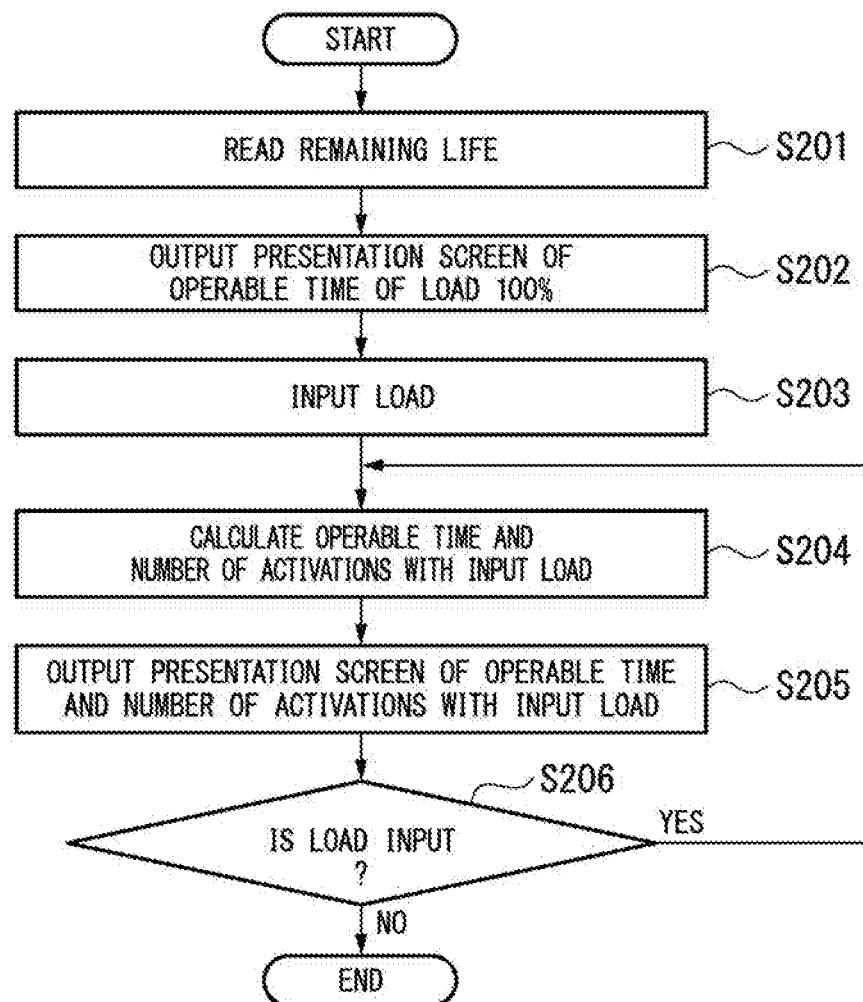 START
READ REMAINING LIFE
S201
OUTPUT PRESENTATION SCREEN OF
OPERABLE TIME OF LOAD 100%
S202
INPUT LOAD
S203
CALCULATE OPERABLE TIME AND
NUMBER OF ACTIVATIONS WITH INPUT LOAD
S204
OUTPUT PRESENTATION SCREEN OF OPERABLE TIME
AND NUMBER OF ACTIVATIONS WITH INPUT LOAD
S205
S206
IS LOAD INPUT
?
YES
NO
END